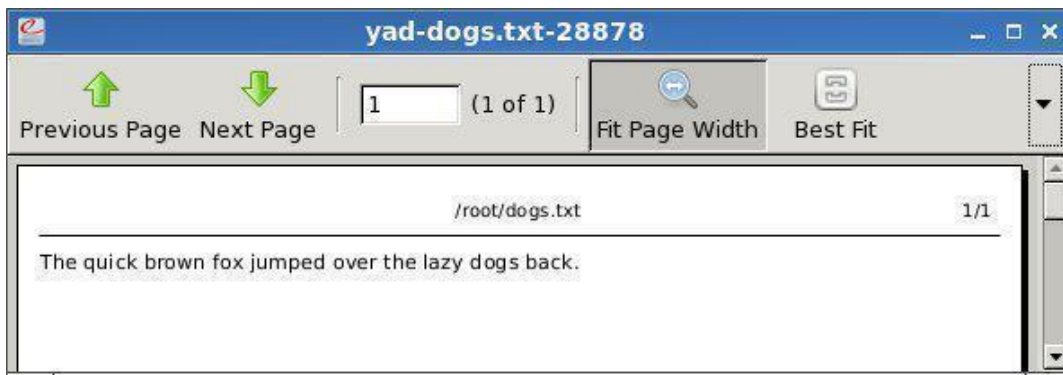 yad-dogs.txt-28878
Previous Page Next Page 1 (1 of 1) Fit Page Width Best Fit
/root/dogs.txt 1/1
The quick brown fox jumped over the lazy dogs back.